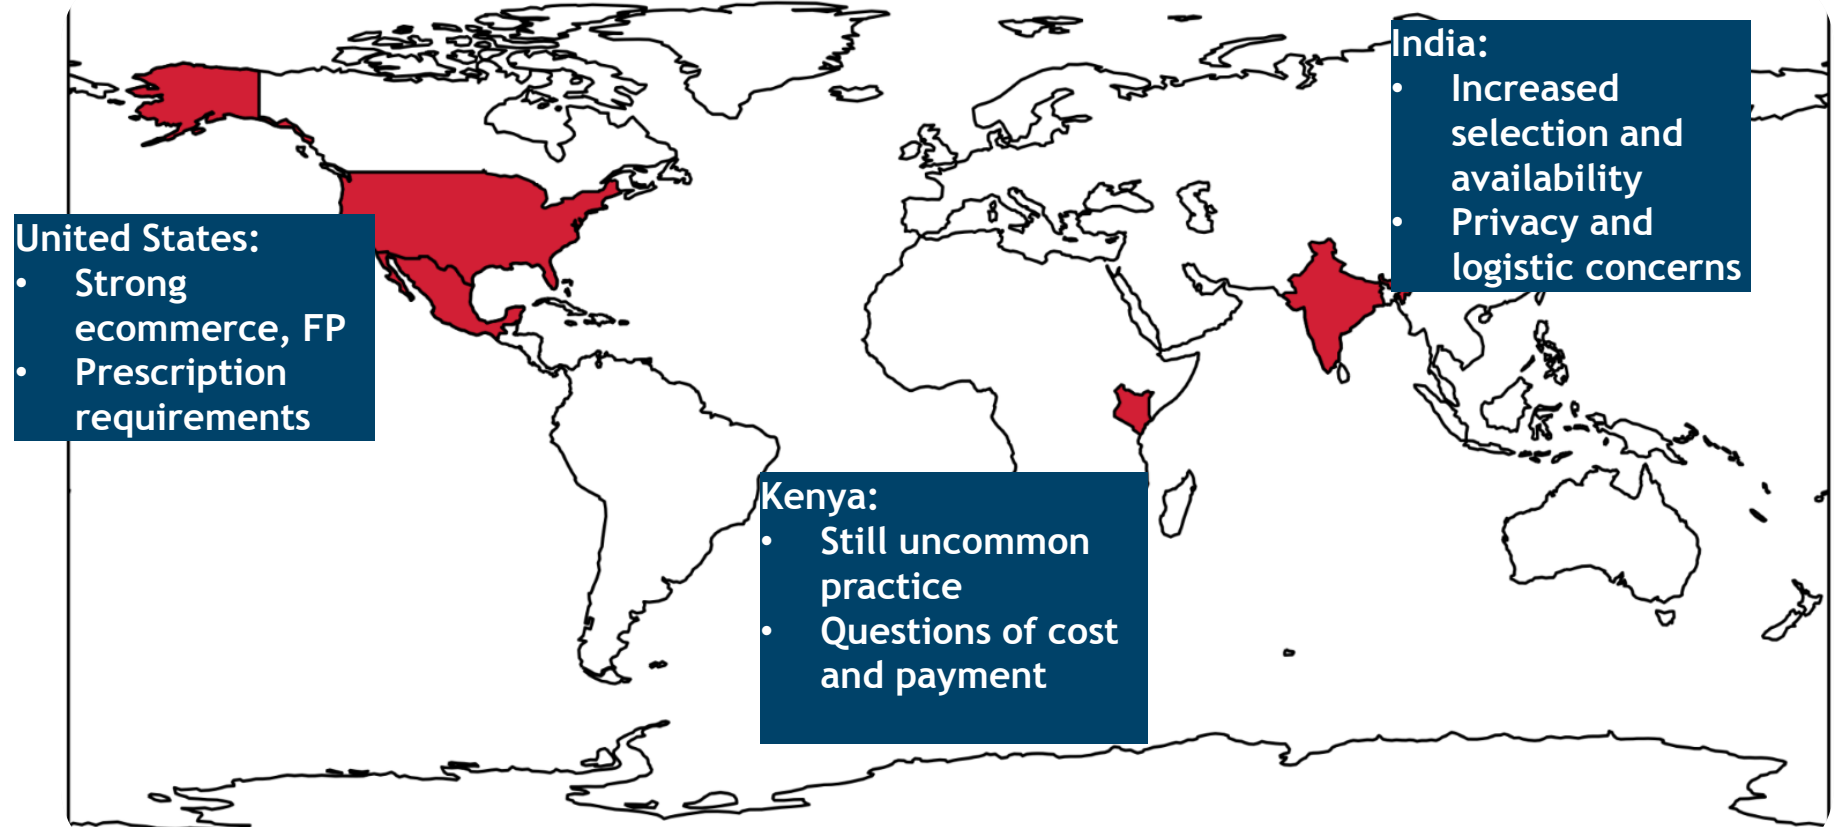 United States:
• Strong
ecommerce, FP
• Prescription
requirements
Kenya:
• Still uncommon
practice
• Questions of cost
and payment
India:
• Increased
selection and
availability
• Privacy and
logistic concerns